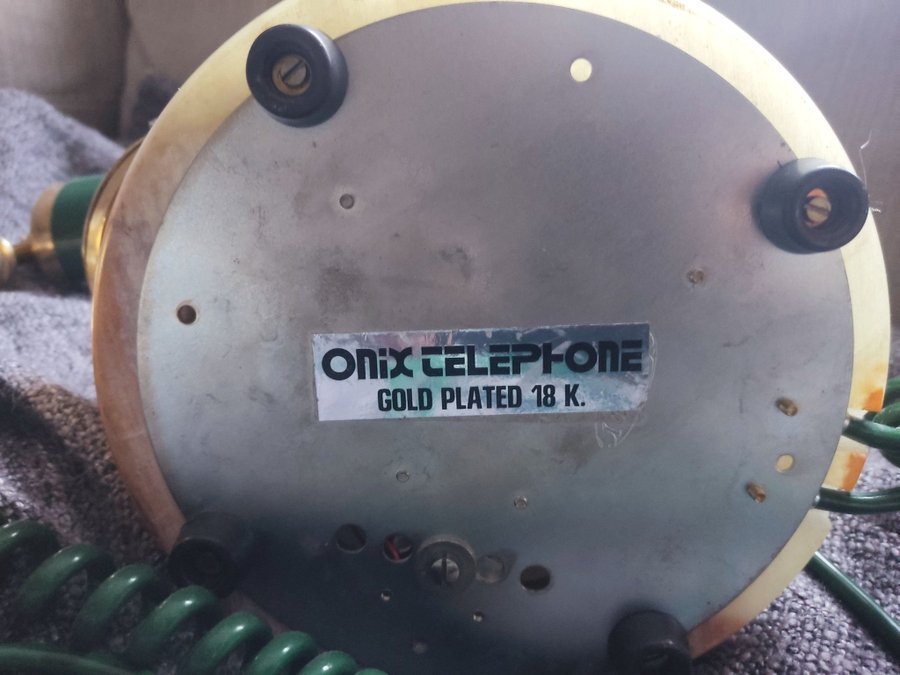 ONiX TELEPHONE
GOLD PLATED 18 K.